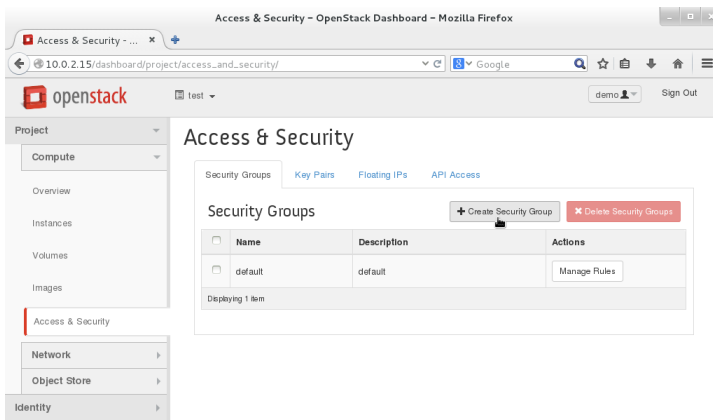 Access & Security - OpenStack Dashboard - Mozilla Firefox
Access & Security - ...
10.0.2.15/dashboard/project/access_and_security/
Google
openstack
test
demo
Sign Out
Project
Compute
Overview
Instances
Volumes
Images
Access & Security
Network
Object Store
Identity
Access & Security
Security Groups Key Pairs Floating IPs API Access
Security Groups
Create Security Group
Delete Security Groups
Name Description Actions
default default Manage Rules
Displaying 1 item